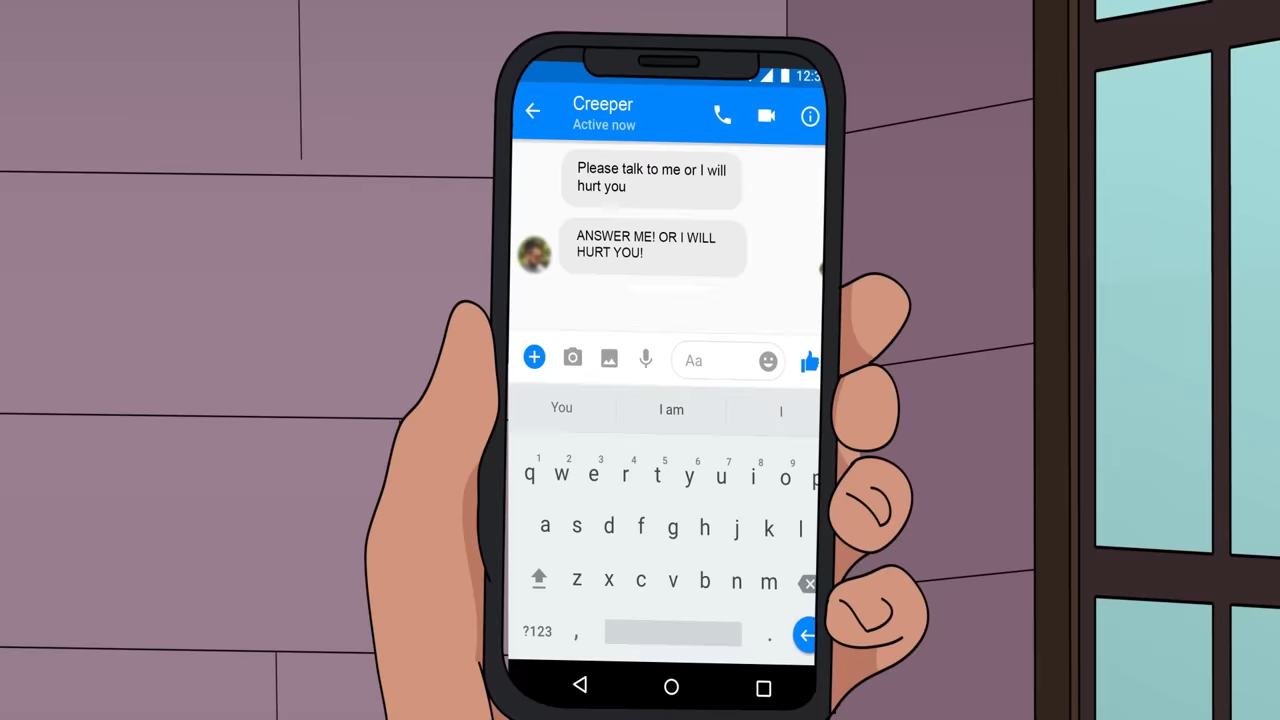 12:3
Creeper
Active now
Please talk to me or I will
hurt you
ANSWER ME! OR I WILL
HURT YOU!
Aa
You I am I
1 2 3 4 5 6 7 8 9
q w e r t y u i o p
a s d f g h j k l
z x c v b n m
?123 , .